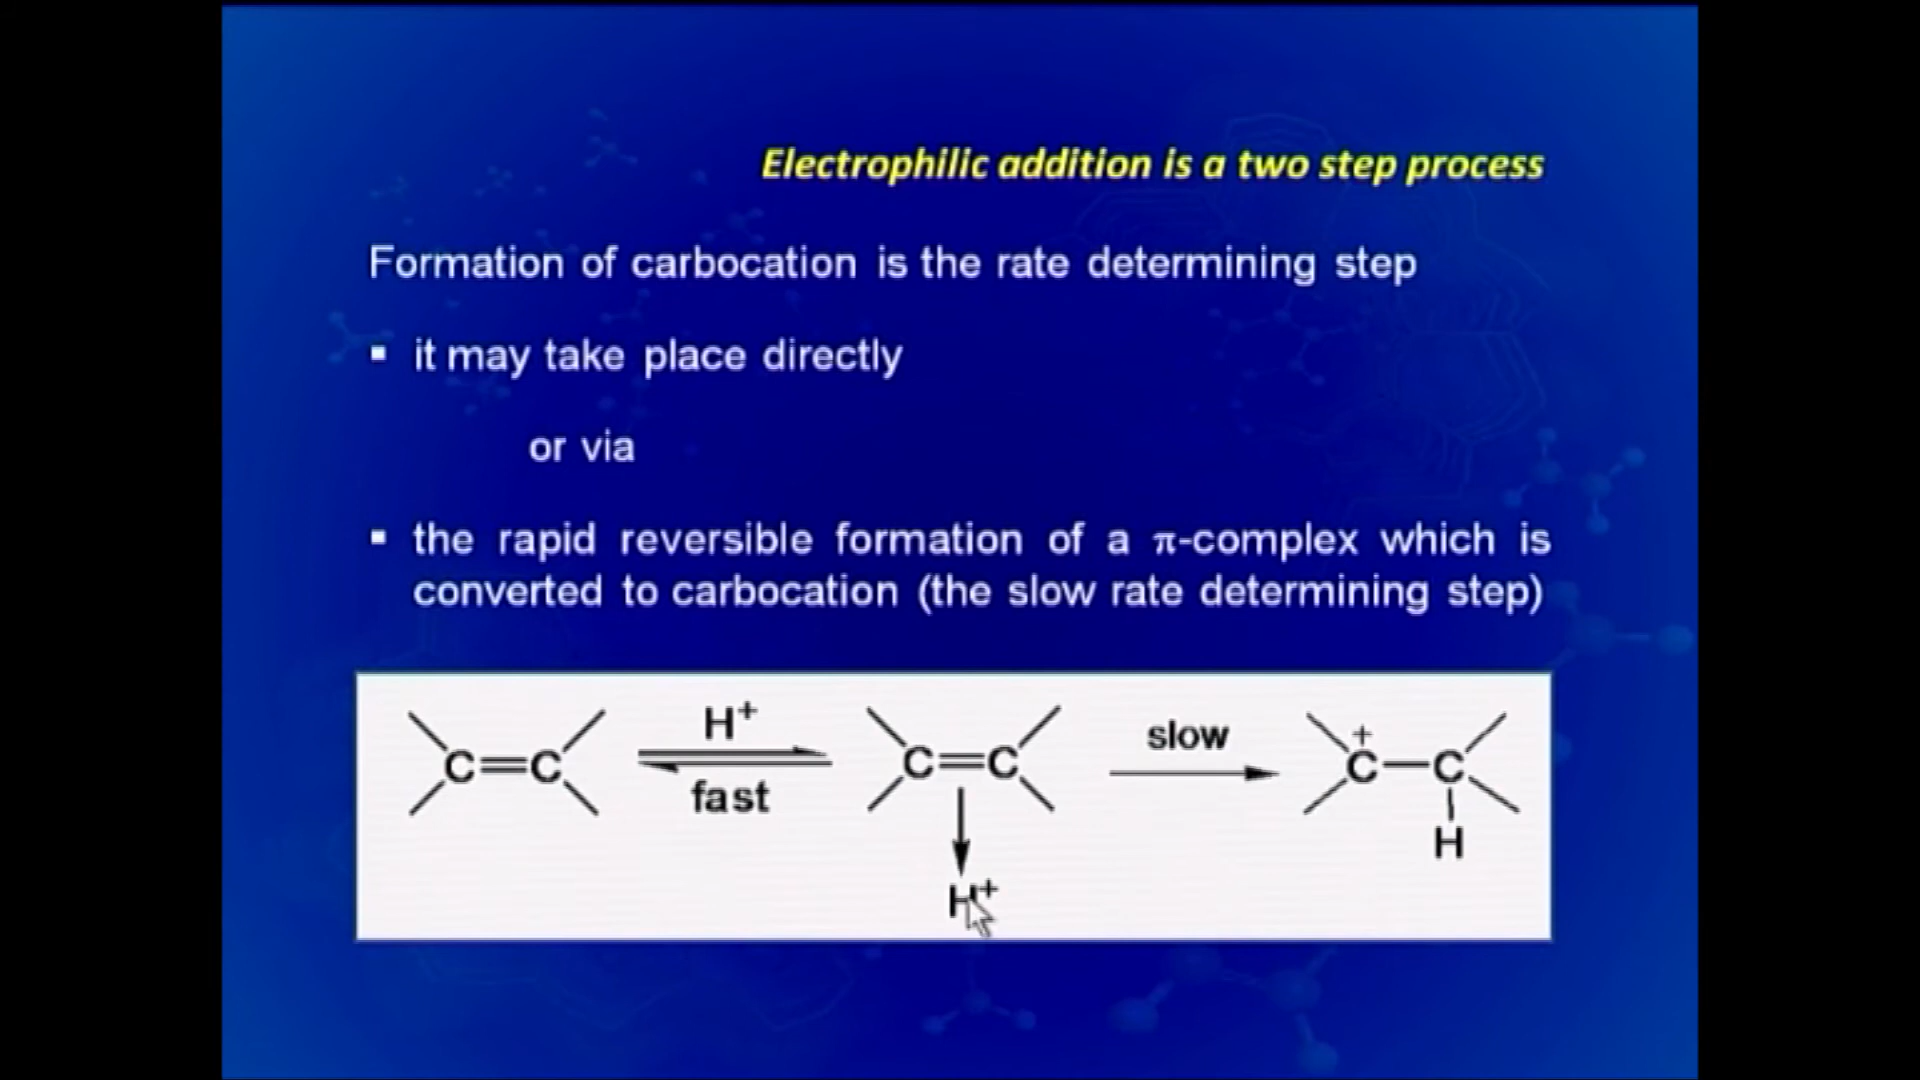 Electrophilic addition is a two step process
Formation of carbocation is the rate determining step
▪ it may take place directly
or via
▪ the rapid reversible formation of a π-complex which is
converted to carbocation (the slow rate determining step)
H⁺
slow
+
C=C
C=C
C—C
fast
H
H⁺